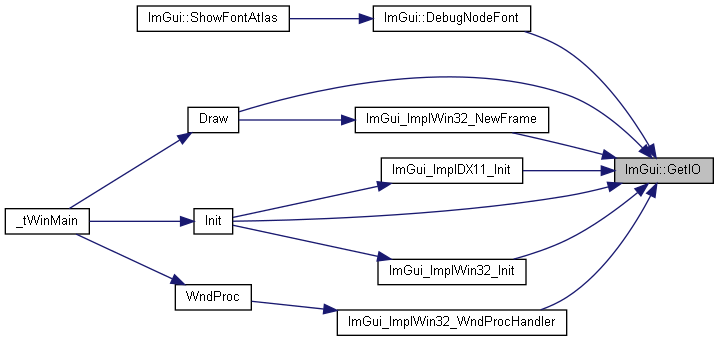 ImGui::ShowFontAtlas
ImGui::DebugNodeFont
Draw
ImGui_ImplWin32_NewFrame
ImGui_ImplDX11_Init
ImGui::GetIO
_tWinMain
Init
ImGui_ImplWin32_Init
WndProc
ImGui_ImplWin32_WndProcHandler